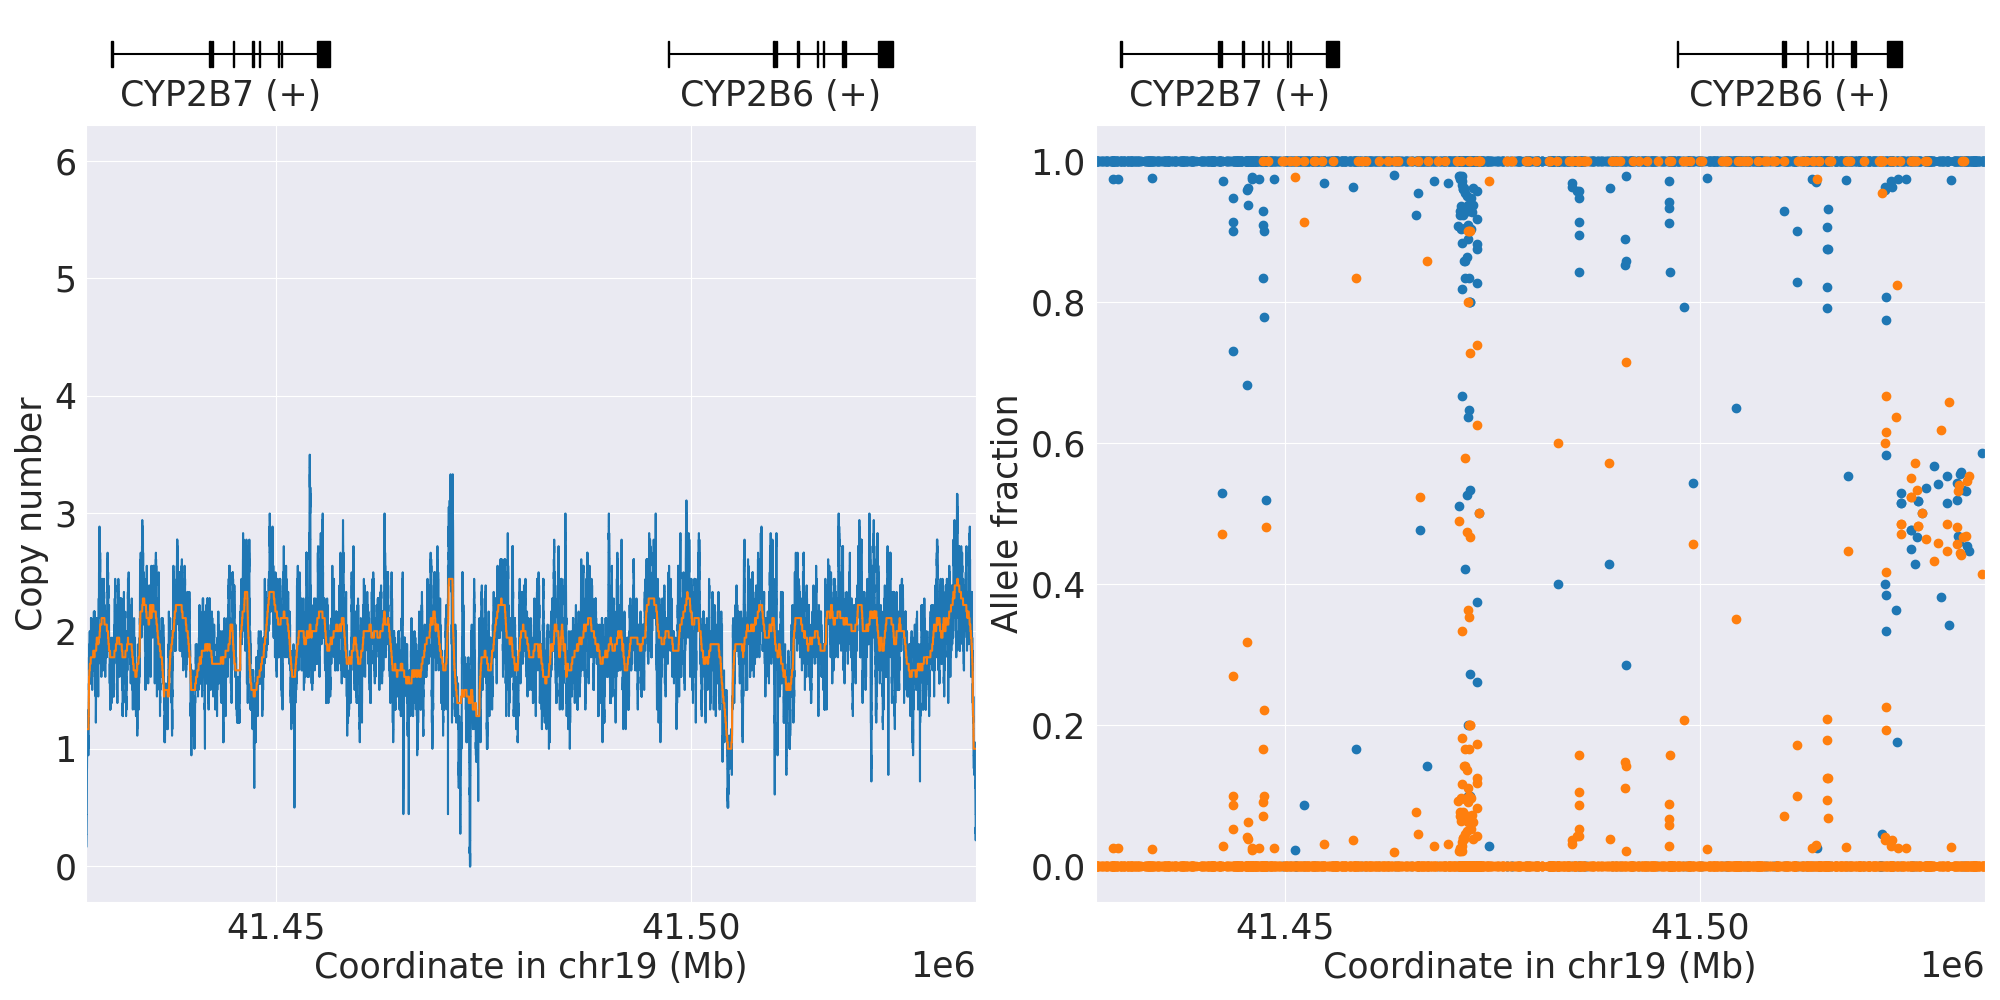 CYP2B7 (+)
CYP2B6 (+)
CYP2B7 (+)
CYP2B6 (+)
6
5
4
3
2
1
0
Copy number
41.45
41.50
Coordinate in chr19 (Mb)
1e6
1.0
0.8
0.6
0.4
0.2
0.0
Allele fraction
41.45
41.50
Coordinate in chr19 (Mb)
1e6